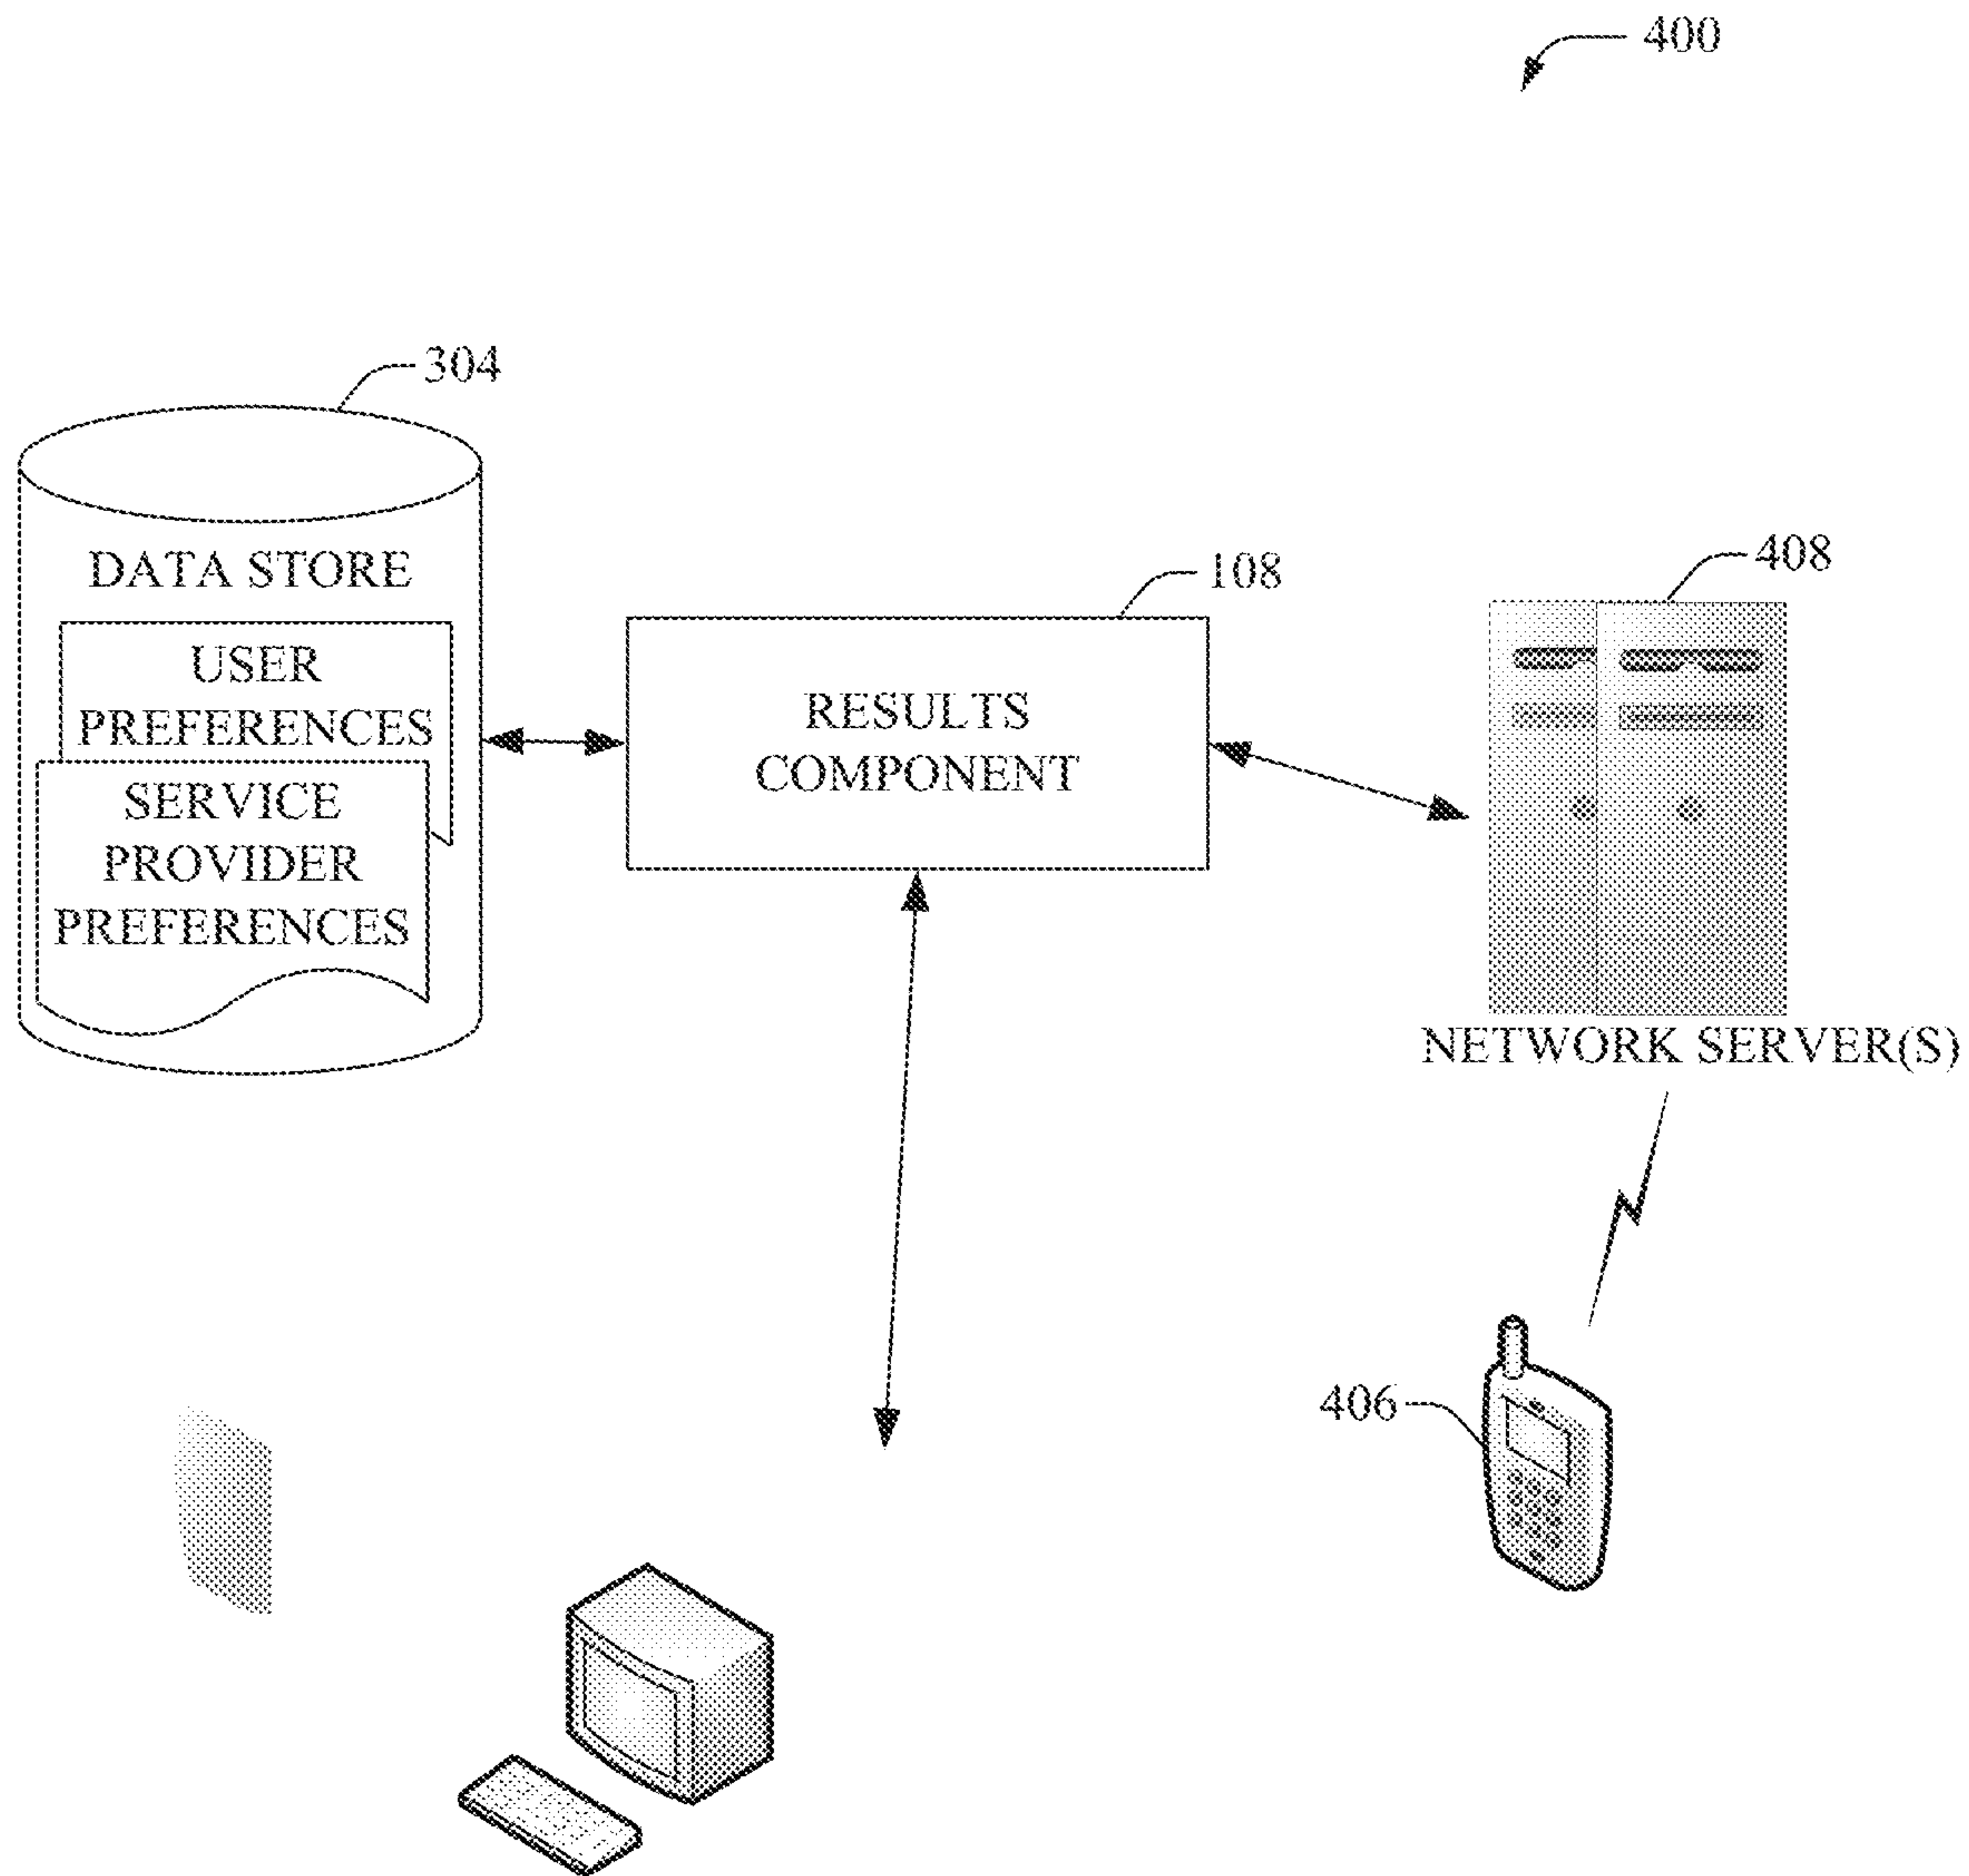 400
304
DATA STORE
USER
PREFERENCES
SERVICE
PROVIDER
PREFERENCES
108
RESULTS
COMPONENT
408
NETWORK SERVER(S)
406